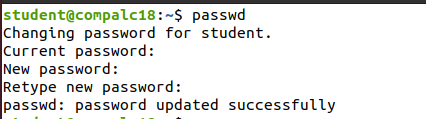 student@compalc18:~$ passwd
Changing password for student.
Current password:
New password:
Retype new password:
passwd: password updated successfully